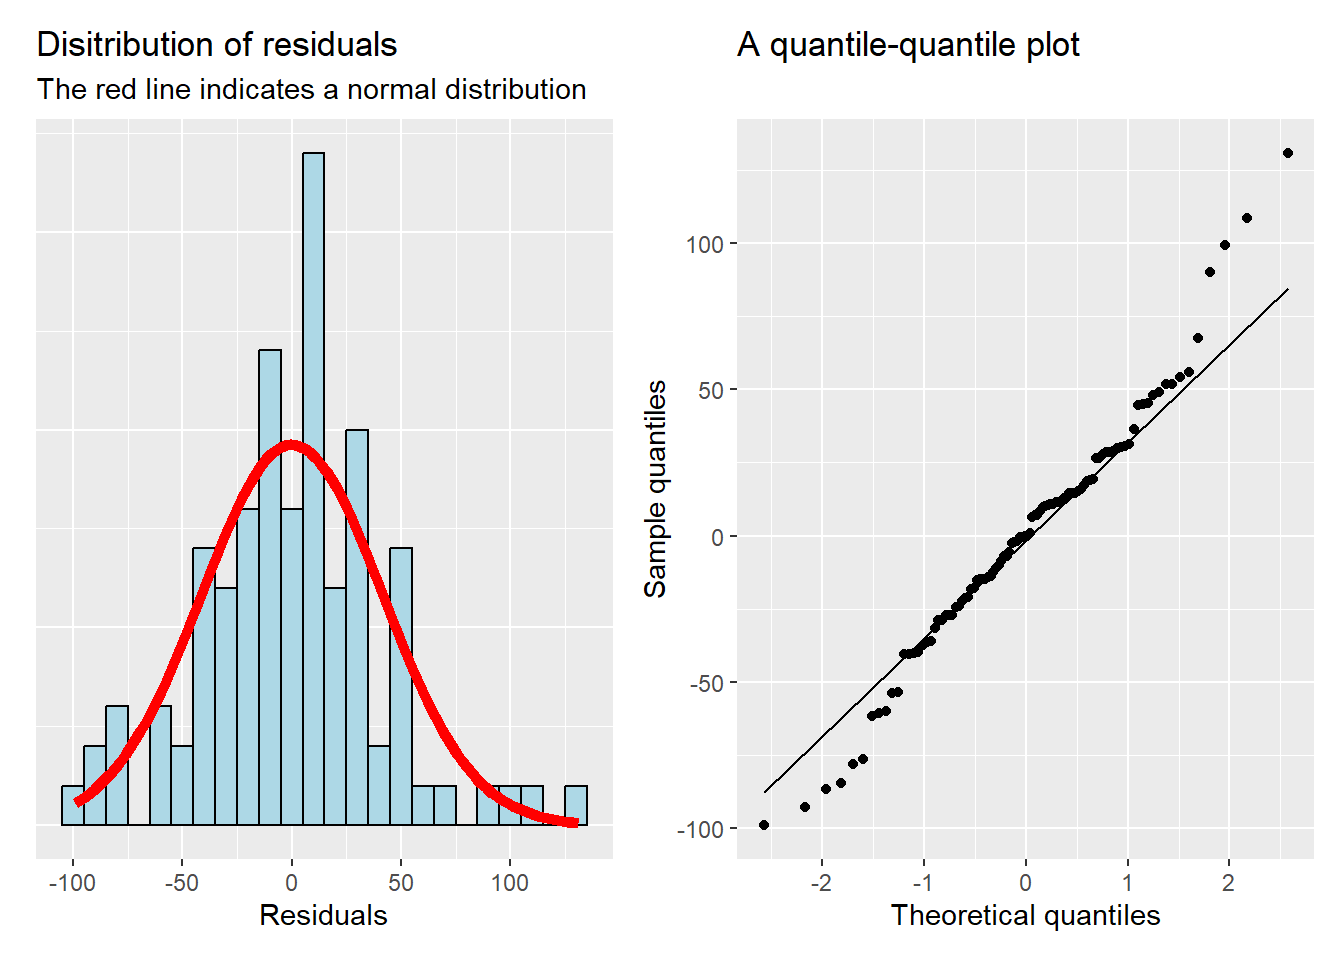 Disitribution of residuals
The red line indicates a normal distribution
-100 -50 0 50 100
Residuals
A quantile-quantile plot
Sample quantiles
100
50
0
-50
-100
-2 -1 0 1 2
Theoretical quantiles